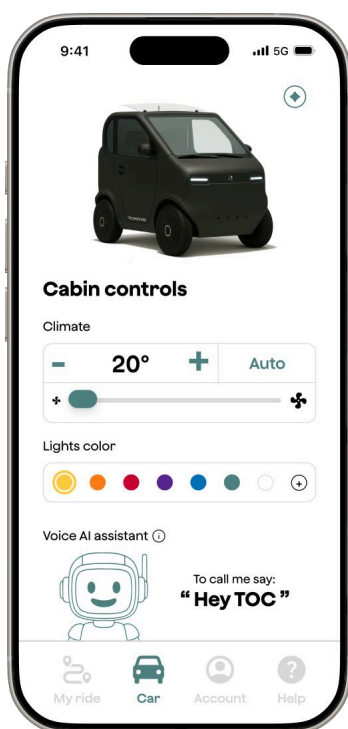 9:41
5G
Cabin controls
Climate
- 20° + Auto
Lights color
Voice AI assistant
To call me say:
“ Hey TOC ”
My ride Car Account Help